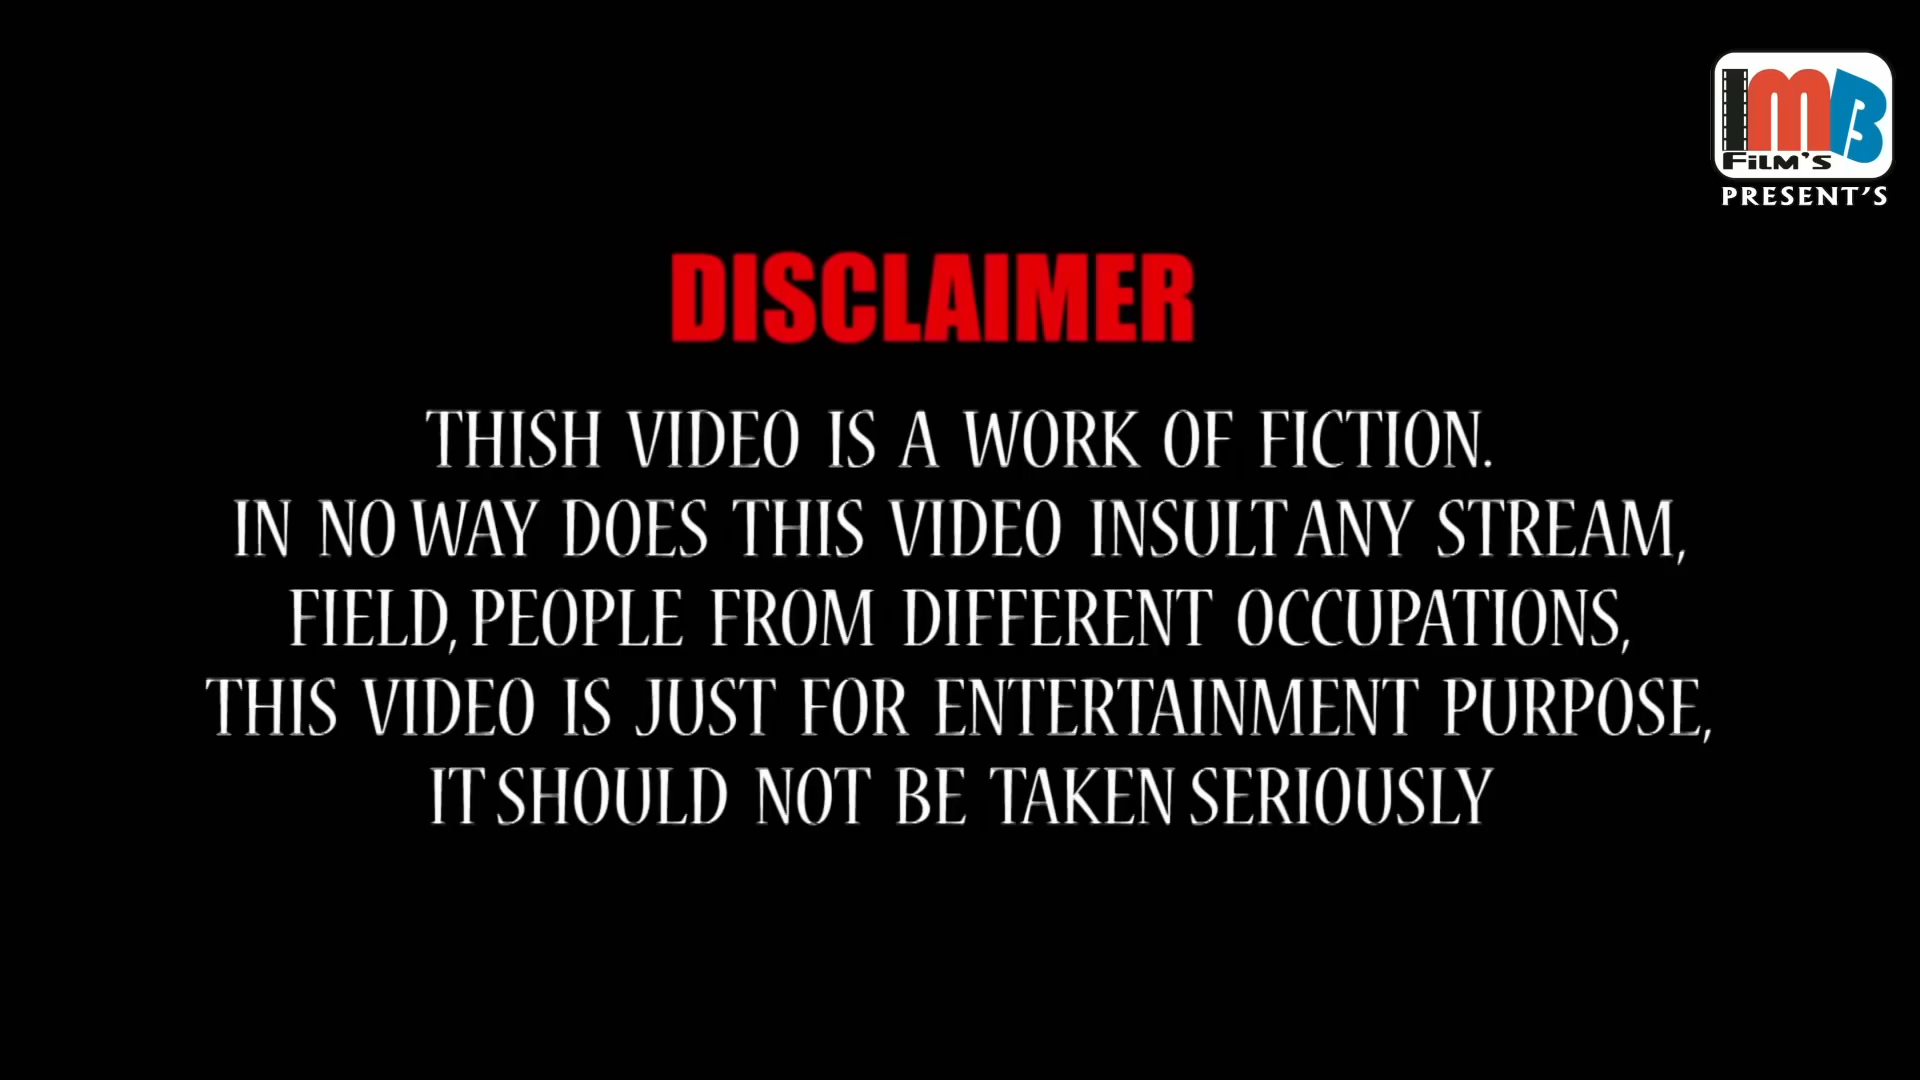 IMB
FiLM'S
PRESENT'S
DISCLAIMER
THISH VIDEO IS A WORK OF FICTION.
IN NO WAY DOES THIS VIDEO INSULT ANY STREAM,
FIELD, PEOPLE FROM DIFFERENT OCCUPATIONS,
THIS VIDEO IS JUST FOR ENTERTAINMENT PURPOSE,
IT SHOULD NOT BE TAKEN SERIOUSLY